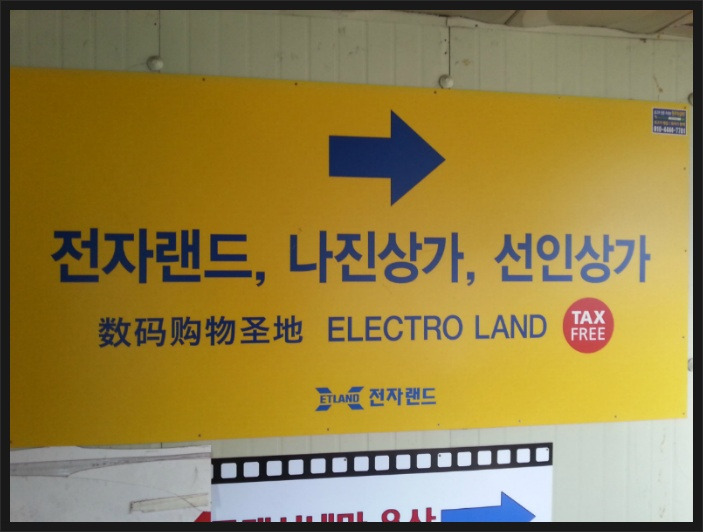 전자랜드, 나진상가, 선인상가
数码购物圣地 ELECTRO LAND TAX FREE
ETLAND 전자랜드